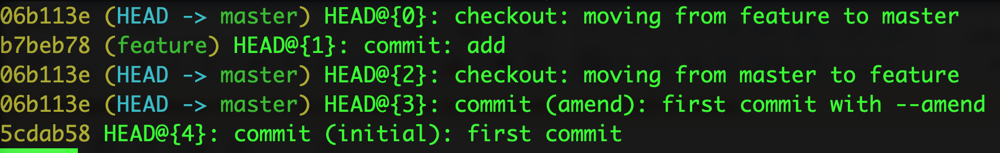 06b113e (HEAD -> master) HEAD@{0}: checkout: moving from feature to master
b7beb78 (feature) HEAD@{1}: commit: add
06b113e (HEAD -> master) HEAD@{2}: checkout: moving from master to feature
06b113e (HEAD -> master) HEAD@{3}: commit (amend): first commit with --amend
5cdab58 HEAD@{4}: commit (initial): first commit